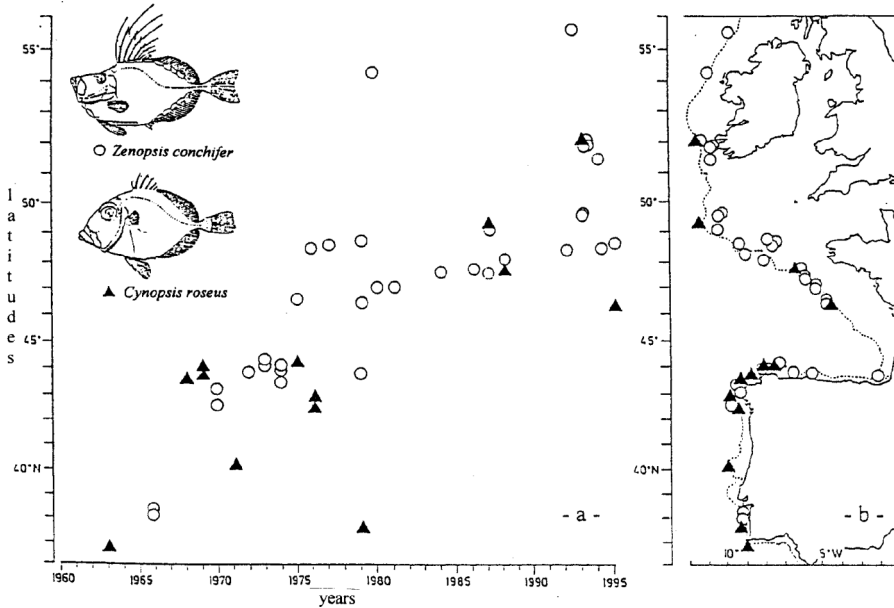 55°
50°
45°
40°N
latitudes
Zenopsis conchifer
Cynopsis roseus
- a -
1960 1965 1970 1975 1980 1985 1990 1995
years
55°
50°
45°
40°N
- b -
10° 5°W